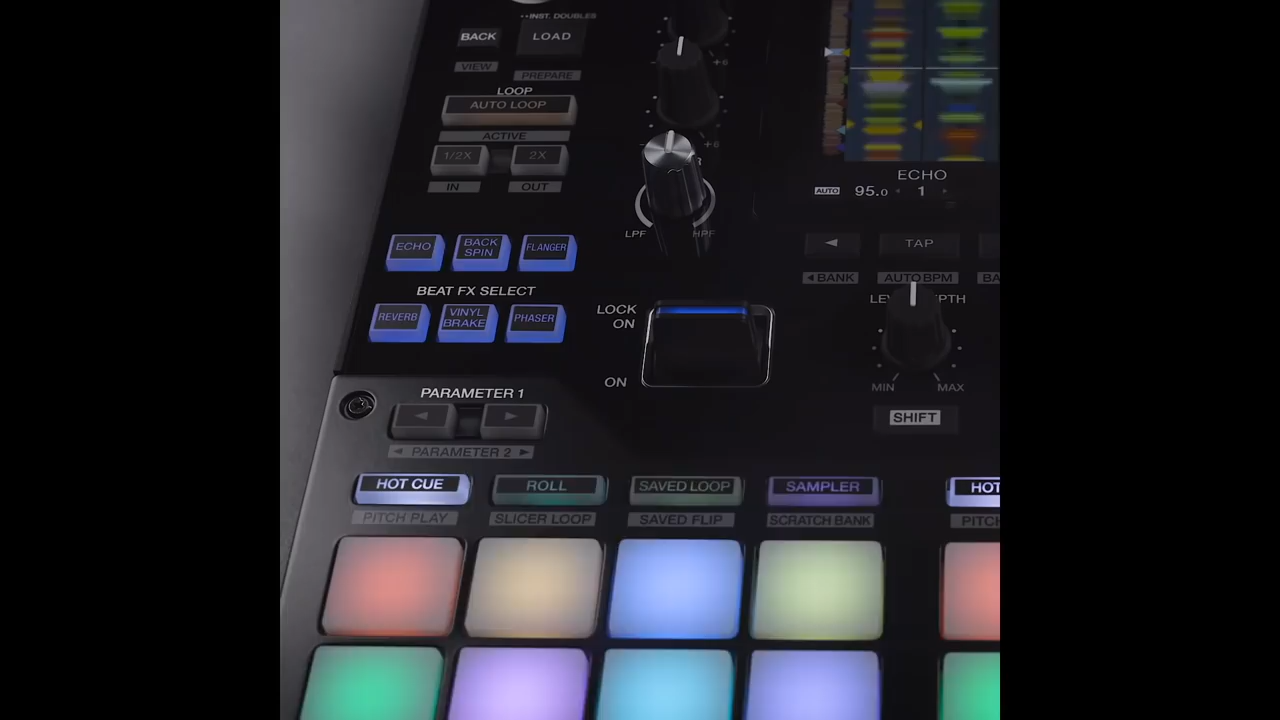 INST. DOUBLES
BACK
LOAD
VIEW
PREPARE
LOOP
AUTO LOOP
ACTIVE
1/2X
2X
IN
OUT
+6
+6
LPF
HPF
ECHO
AUTO
95.0
1
TAP
BANK
AUTO BPM
BA
ECHO
BACK SPIN
FLANGER
BEAT FX SELECT
REVERB
VINYL BRAKE
PHASER
LOCK ON
ON
MIN
MAX
SHIFT
PARAMETER 1
PARAMETER 2
HOT CUE
ROLL
SAVED LOOP
SAMPLER
HOT
PITCH PLAY
SLICER LOOP
SAVED FLIP
SCRATCH BANK
PITCH